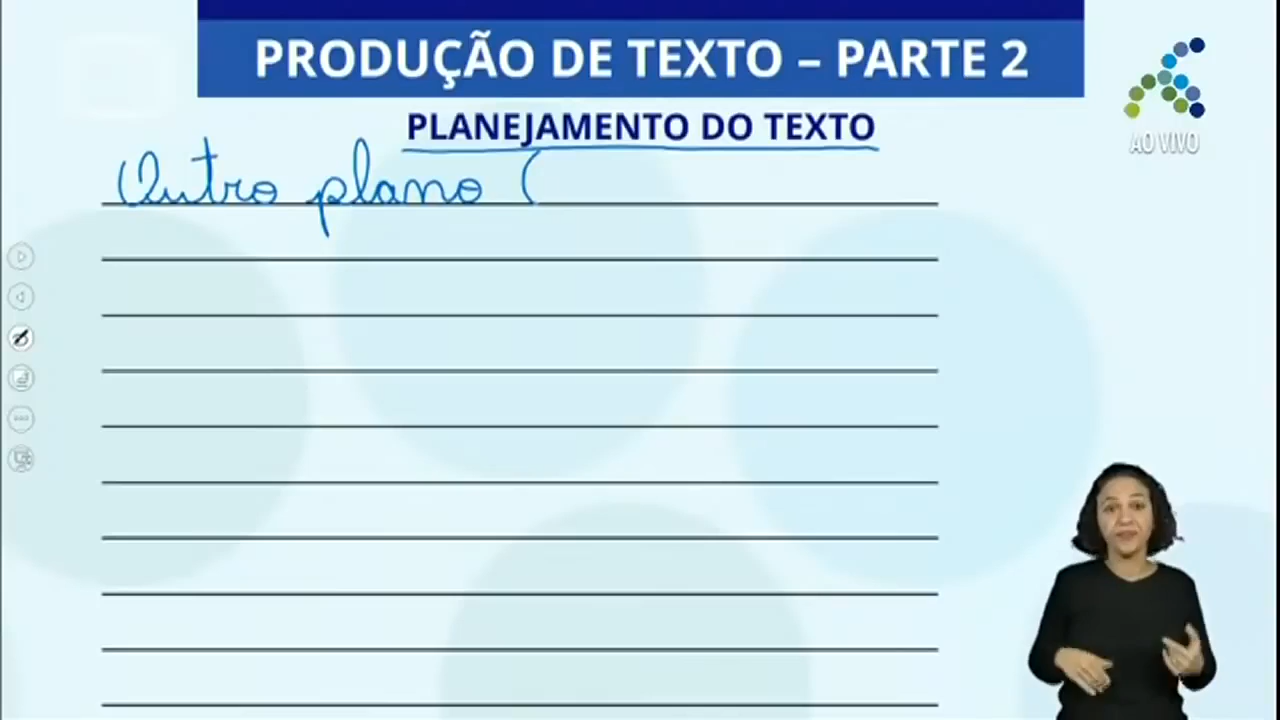 PRODUÇÃO DE TEXTO – PARTE 2
AO VIVO
PLANEJAMENTO DO TEXTO
Outro plano (